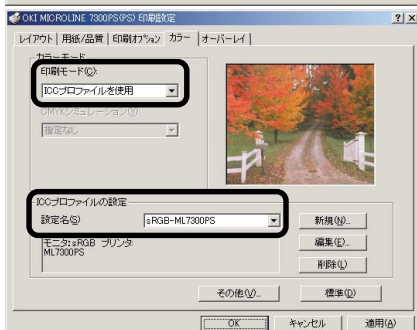 OKI MICROLINE 7300PS(PS) 印刷設定
レイアウト 用紙/品質 印刷オプション カラー オーバーレイ
カラーモード
印刷モード(C):
ICCプロファイルを使用
CMYKシミュレーション(Y):
指定なし
ICCプロファイルの設定
設定名(S) sRGB-ML7300PS 新規(N)...
モニタ:sRGB プリンタ:
ML7300PS
編集(E)...
削除(L)
その他(V)... 標準(D)
OK キャンセル 適用(A)